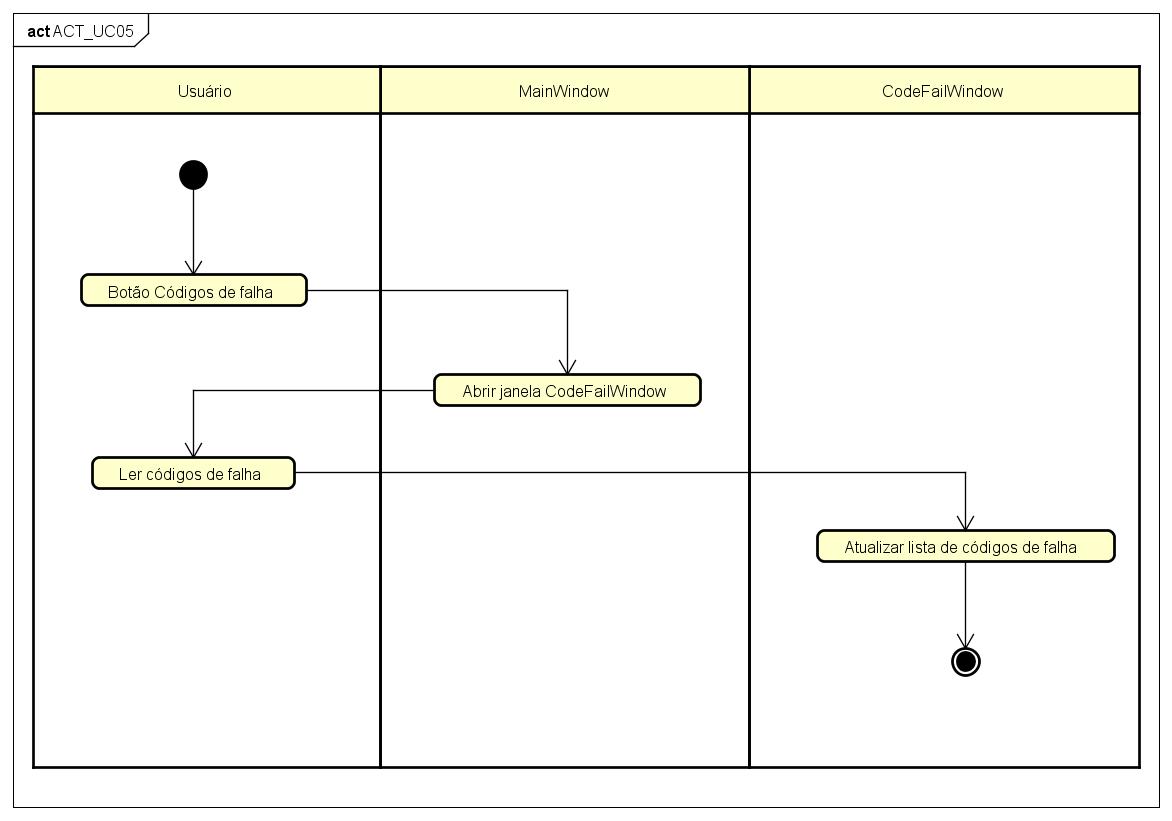 act ACT_UC05
Usuário
MainWindow
CodeFailWindow
Botão Códigos de falha
Abrir janela CodeFailWindow
Ler códigos de falha
Atualizar lista de códigos de falha